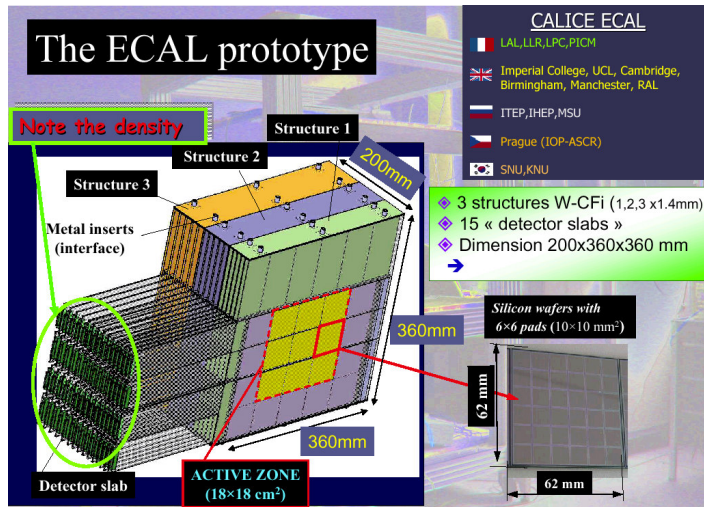 The ECAL prototype
CALICE ECAL
LAL,LLR,LPC,PICM
Imperial College, UCL, Cambridge,
Birmingham, Manchester, RAL
ITEP,IHEP,MSU
Prague (IOP-ASCR)
SNU,KNU
Note the density
Structure 1
Structure 2
Structure 3
200mm
Metal inserts
(interface)
3 structures W-CFi (1,2,3 x1.4mm)
15 « detector slabs »
Dimension 200x360x360 mm
➔
360mm
360mm
Silicon wafers with
6×6 pads (10×10 mm²)
62 mm
62 mm
Detector slab
ACTIVE ZONE
(18×18 cm²)